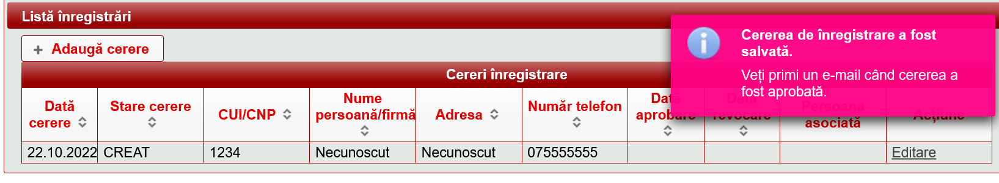 Listă înregistrări
Cererea de înregistrare a fost
salvată.
Veți primi un e-mail când cererea a
fost aprobată.
+ Adaugă cerere
Cereri înregistrare
Dată
cerere
Stare cerere
CUI/CNP
Nume
persoană/firmă
Adresa
Număr telefon
Dată
aprobare
Dată
revocare
Persoana
asociată
Acțiune
22.10.2022 CREAT 1234 Necunoscut Necunoscut 075555555 Editare